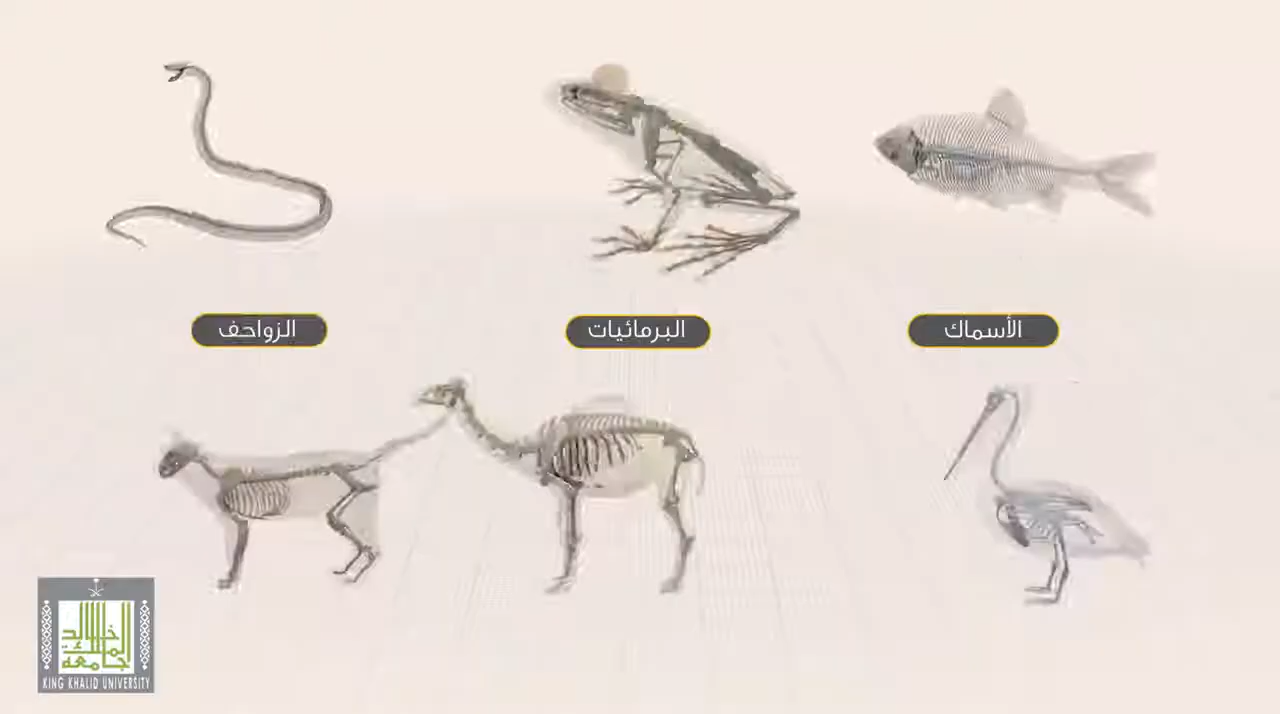 الأسماك
البرمائيات
الزواحف
جامعة
الملك
خالد
KING KHALID UNIVERSITY